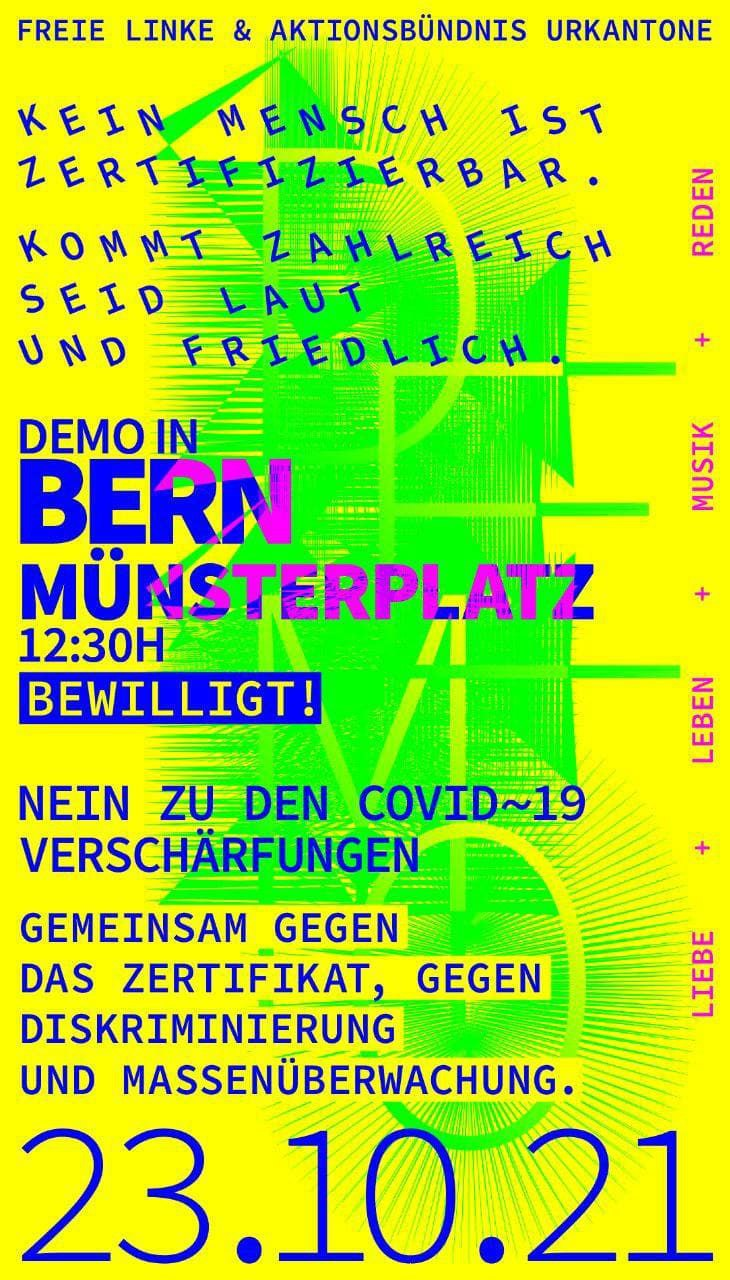 FREIE LINKE & AKTIONSBÜNDNIS URKANTONE
KEIN MENSCH IST
ZERTIFIZIERBAR.
KOMMT ZAHLREICH
SEID LAUT
UND FRIEDLICH.
DEMO IN
BERN
MÜNSTERPLATZ
12:30H
BEWILLIGT!
NEIN ZU DEN COVID~19
VERSCHÄRFUNGEN
GEMEINSAM GEGEN
DAS ZERTIFIKAT, GEGEN
DISKRIMINIERUNG
UND MASSENÜBERWACHUNG.
23.10.21
LIEBE + LEBEN + MUSIK + REDEN
DEMO